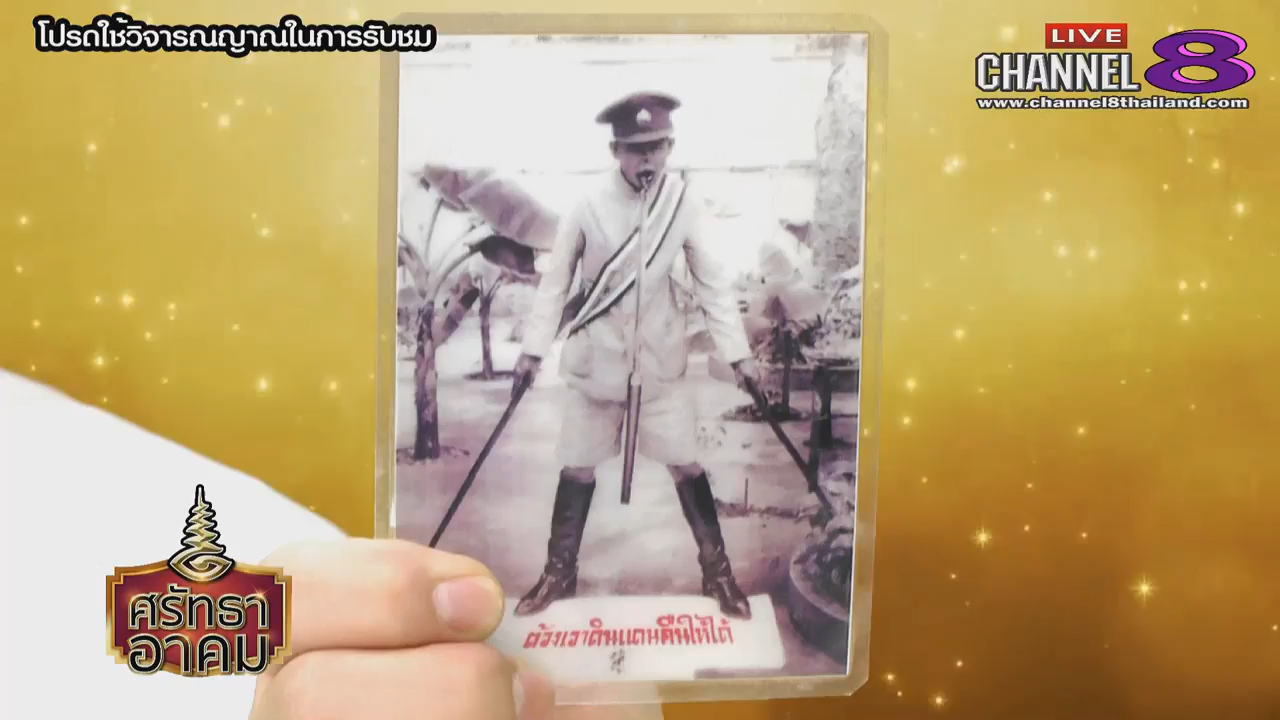 โปรดใช้วิจารณญาณในการรับชม
LIVE
CHANNEL 8
www.channel8thailand.com
ศรัทธา
อาคม
ต้องเอาดินแดนคืนให้ได้